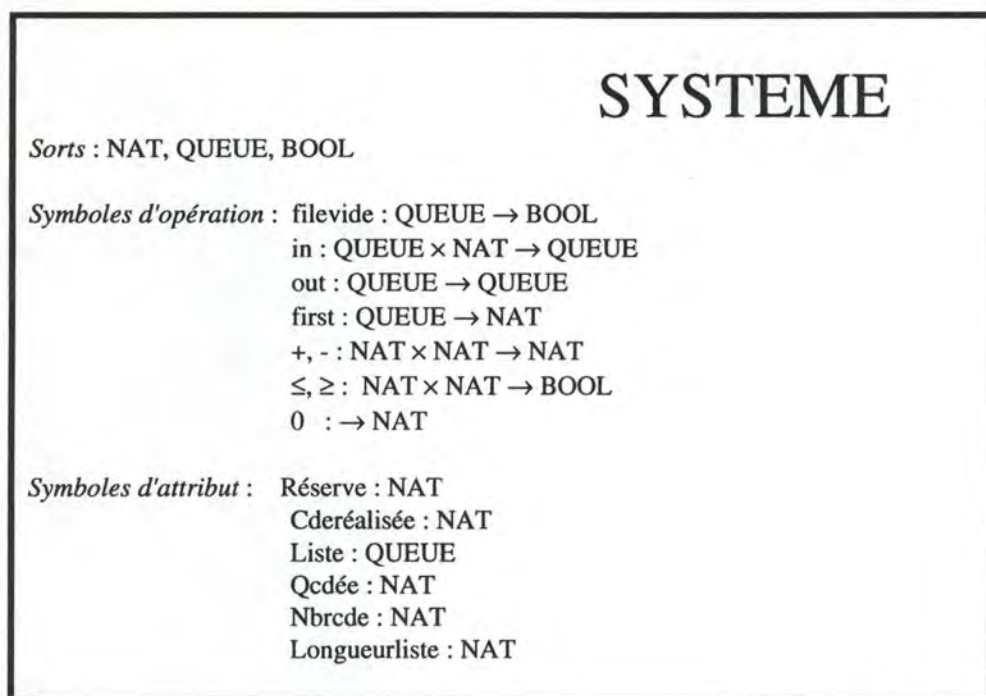 SYSTEME
Sorts : NAT, QUEUE, BOOL
Symboles d'opération : filevide : QUEUE → BOOL
in : QUEUE × NAT → QUEUE
out : QUEUE → QUEUE
first : QUEUE → NAT
+, - : NAT × NAT → NAT
≤, ≥ : NAT × NAT → BOOL
0 : → NAT
Symboles d'attribut : Réserve : NAT
Cderéalisée : NAT
Liste : QUEUE
Qcdée : NAT
Nbrcde : NAT
Longueurliste : NAT